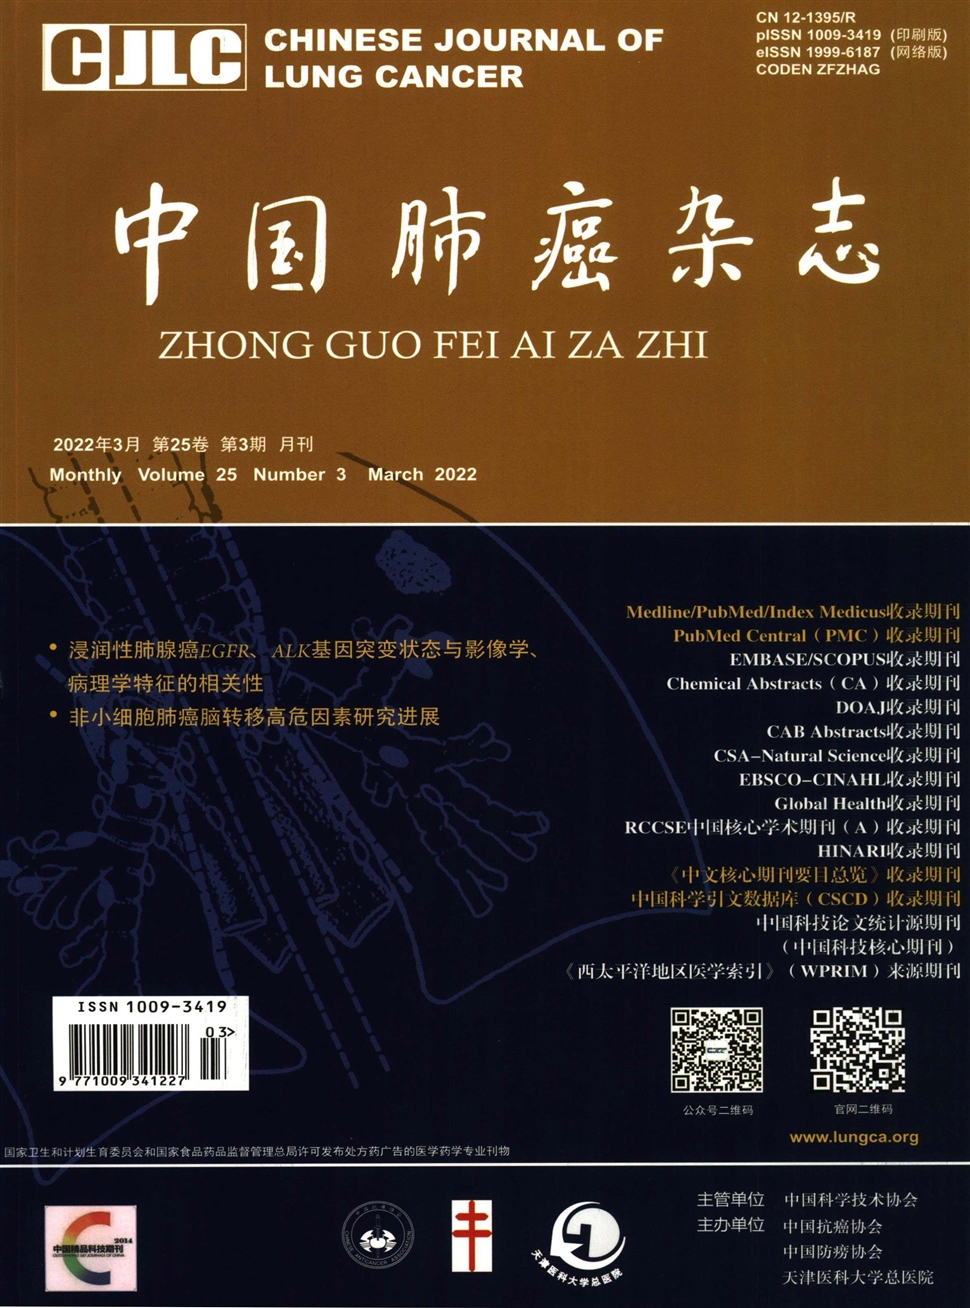 CJLC
CHINESE JOURNAL OF
LUNG CANCER
CN 12-1395/R
pISSN 1009-3419 (印刷版)
eISSN 1999-6187 (网络版)
CODEN ZFZHAG
中国肺癌杂志
ZHONG GUO FEI AI ZA ZHI
2022年3月 第25卷 第3期 月刊
Monthly Volume 25 Number 3 March 2022
• 浸润性肺腺癌EGFR、ALK基因突变状态与影像学、
病理学特征的相关性
• 非小细胞肺癌脑转移高危因素研究进展
Medline/PubMed/Index Medicus收录期刊
PubMed Central（PMC）收录期刊
EMBASE/SCOPUS收录期刊
Chemical Abstracts（CA）收录期刊
DOAJ收录期刊
CAB Abstracts收录期刊
CSA-Natural Science收录期刊
EBSCO-CINAHL收录期刊
Global Health收录期刊
RCCSE中国核心学术期刊（A）收录期刊
HINARI收录期刊
《中文核心期刊要目总览》收录期刊
中国科学引文数据库（CSCD）收录期刊
中国科技论文统计源期刊
（中国科技核心期刊）
《西太平洋地区医学索引》（WPRIM）来源期刊
ISSN 1009-3419
03>
9 771009 341227
公众号二维码
官网二维码
www.lungca.org
国家卫生和计划生育委员会和国家食品药品监督管理总局许可发布处方药广告的医学药学专业刊物
2014
中国精品科技期刊
天津医科大学总医院
主管单位 中国科学技术协会
主办单位 中国抗癌协会
中国防痨协会
天津医科大学总医院